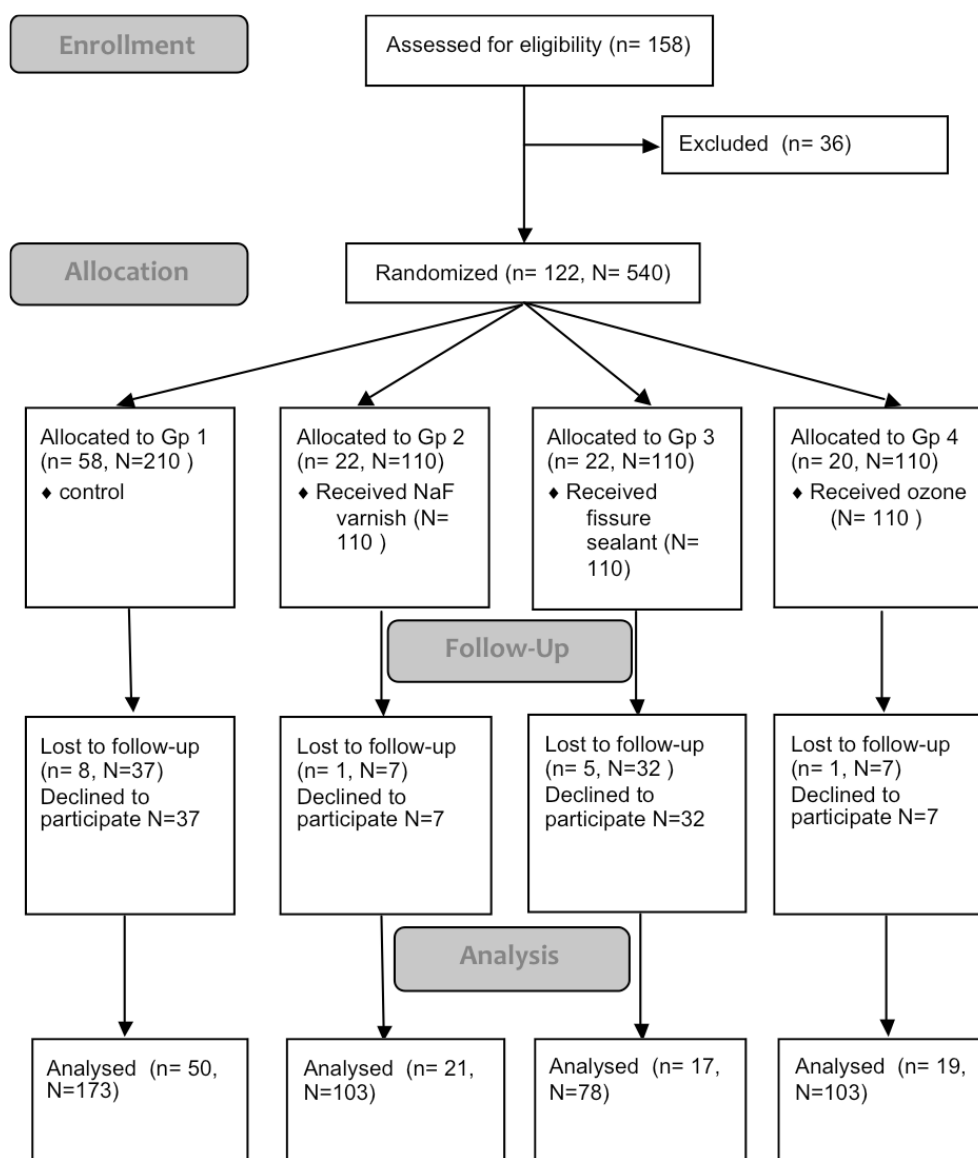 Enrollment
Assessed for eligibility (n= 158)
Excluded (n= 36)
Allocation
Randomized (n= 122, N= 540)
Allocated to Gp 1
(n= 58, N=210 )
♦ control
Allocated to Gp 2
(n= 22, N=110)
♦ Received NaF
varnish (N=
110 )
Allocated to Gp 3
(n= 22, N=110)
♦ Received
fissure
sealant (N=
110)
Allocated to Gp 4
(n= 20, N=110)
♦ Received ozone
(N= 110 )
Follow-Up
Lost to follow-up
(n= 8, N=37)
Declined to
participate N=37
Lost to follow-up
(n= 1, N=7)
Declined to
participate N=7
Lost to follow-up
(n= 5, N=32 )
Declined to
participate N=32
Lost to follow-up
(n= 1, N=7)
Declined to
participate N=7
Analysis
Analysed (n= 50,
N=173)
Analysed (n= 21,
N=103)
Analysed (n= 17,
N=78)
Analysed (n= 19,
N=103)